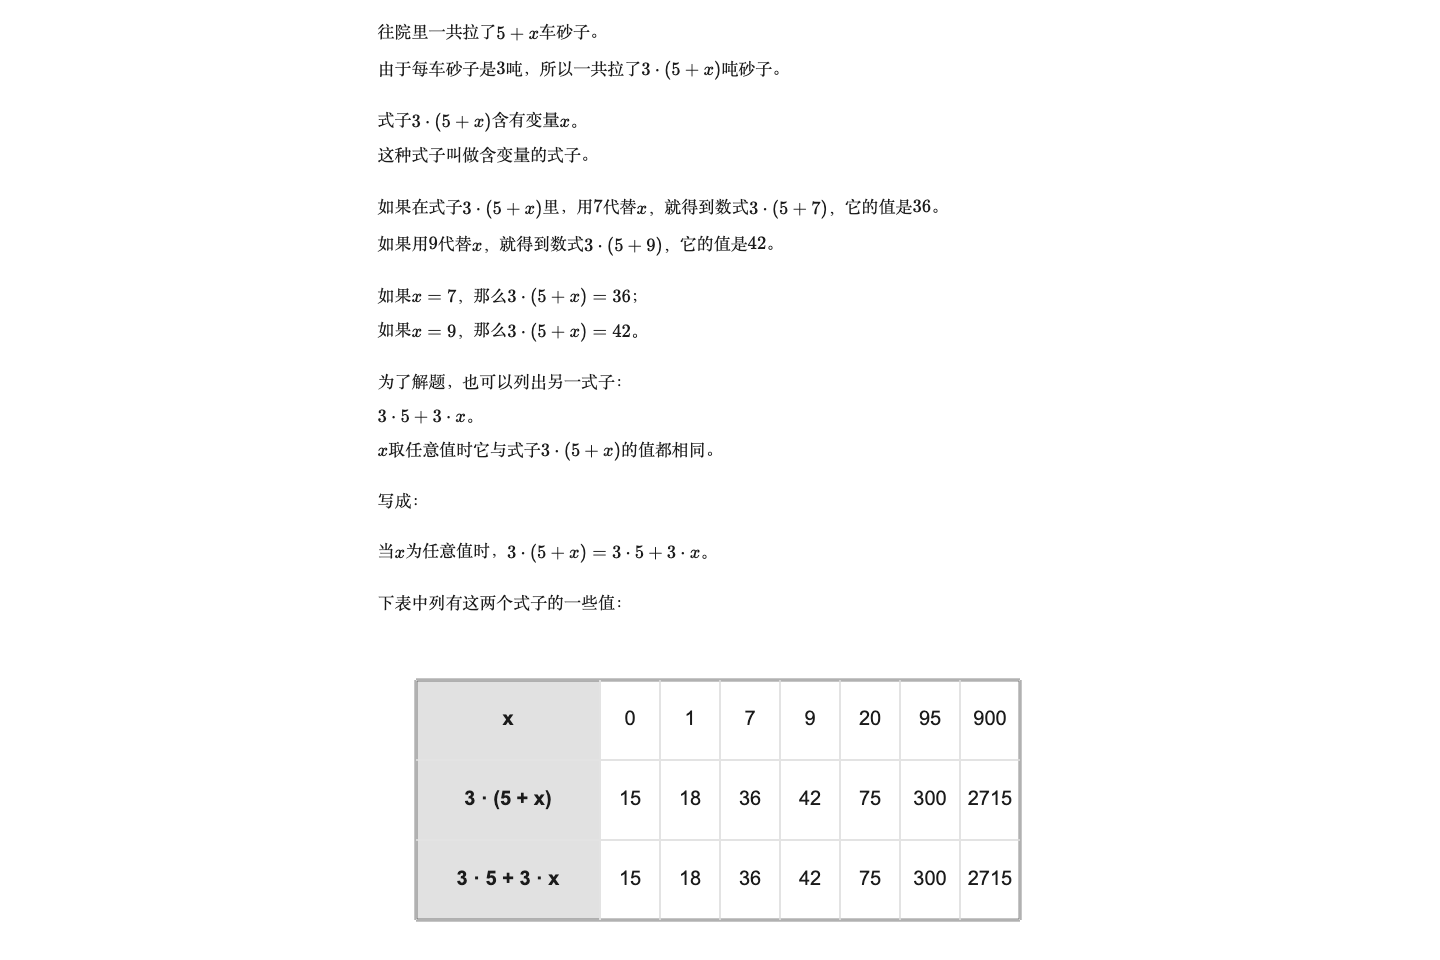 往院里一共拉了5 + x车砂子。
由于每车砂子是3吨，所以一共拉了3 · (5 + x)吨砂子。
式子3 · (5 + x)含有变量x。
这种式子叫做含变量的式子。
如果在式子3 · (5 + x)里，用7代替x，就得到数式3 · (5 + 7)，它的值是36。
如果用9代替x，就得到数式3 · (5 + 9)，它的值是42。
如果x = 7，那么3 · (5 + x) = 36；
如果x = 9，那么3 · (5 + x) = 42。
为了解题，也可以列出另一式子：
3 · 5 + 3 · x。
x取任意值时它与式子3 · (5 + x)的值都相同。
写成：
当x为任意值时，3 · (5 + x) = 3 · 5 + 3 · x。
下表中列有这两个式子的一些值：
x 0 1 7 9 20 95 900
3 · (5 + x) 15 18 36 42 75 300 2715
3 · 5 + 3 · x 15 18 36 42 75 300 2715